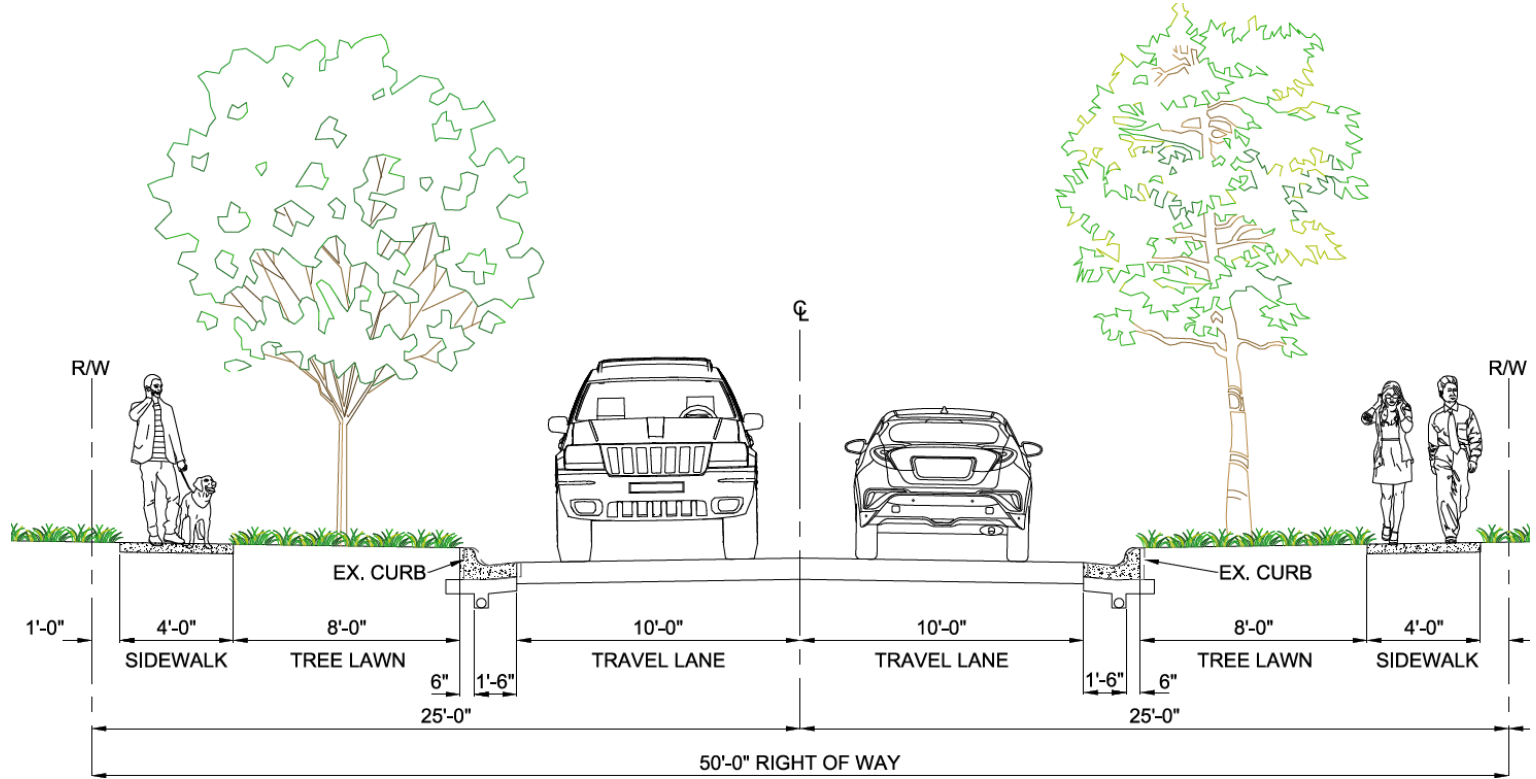 ℄
R/W
R/W
EX. CURB
EX. CURB
1'-0"
4'-0"
8'-0"
10'-0"
10'-0"
8'-0"
4'-0"
SIDEWALK
TREE LAWN
TRAVEL LANE
TRAVEL LANE
TREE LAWN
SIDEWALK
6"
1'-6"
1'-6"
6"
25'-0"
25'-0"
50'-0" RIGHT OF WAY